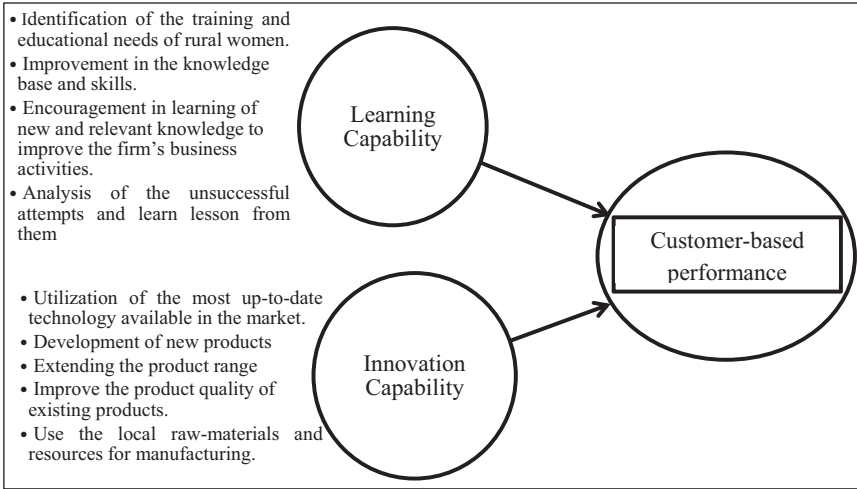 • Identification of the training and
educational needs of rural women.
• Improvement in the knowledge
base and skills.
• Encouragement in learning of
new and relevant knowledge to
improve the firm's business
activities.
• Analysis of the unsuccessful
attempts and learn lesson from
them
Learning
Capability
Customer-based
performance
• Utilization of the most up-to-date
technology available in the market.
• Development of new products
• Extending the product range
• Improve the product quality of
existing products.
• Use the local raw-materials and
resources for manufacturing.
Innovation
Capability